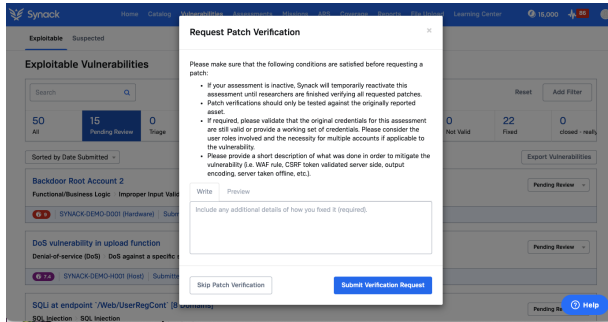 Synack Home Catalog Vulnerabilities Assessments Missions ARS Coverage Reports File Upload Learning Center 15,000
Exploitable Suspected
Request Patch Verification ×
Exploitable Vulnerabilities
Please make sure that the following conditions are satisfied before requesting a
patch:
• If your assessment is inactive, Synack will temporarily reactivate this
assessment until researchers are finished verifying all requested patches.
• Patch verifications should only be tested against the originally reported
asset.
• If required, please validate that the original credentials for this assessment
are still valid or provide a working set of credentials. Please consider the
user roles involved and the necessity for multiple accounts if applicable to
the vulnerability.
• Please provide a short description of what was done in order to mitigate the
vulnerability (i.e. WAF rule, CSRF token validated server side, output
encoding, server taken offline, etc.).
Write Preview
Include any additional details of how you fixed it (required).
Skip Patch Verification Submit Verification Request
Search Reset Add Filter
50 15 0 0 22 0
All Pending Review Triage Not Valid Fixed closed - really
Sorted by Date Submitted Export Vulnerabilities
Backdoor Root Account 2 Pending Review
Functional/Business Logic Improper Input Valid
SYNACK-DEMO-D001 (Hardware) Subm
DoS vulnerability in upload function Pending Review
Denial-of-service (DoS) DoS against a specific
7.4 SYNACK-DEMO-H001 (Host) Submitte
SQLi at endpoint `/Web/UserRegCont` [8 Domains] Pending Re
SQL Injection SQL Injection
Help